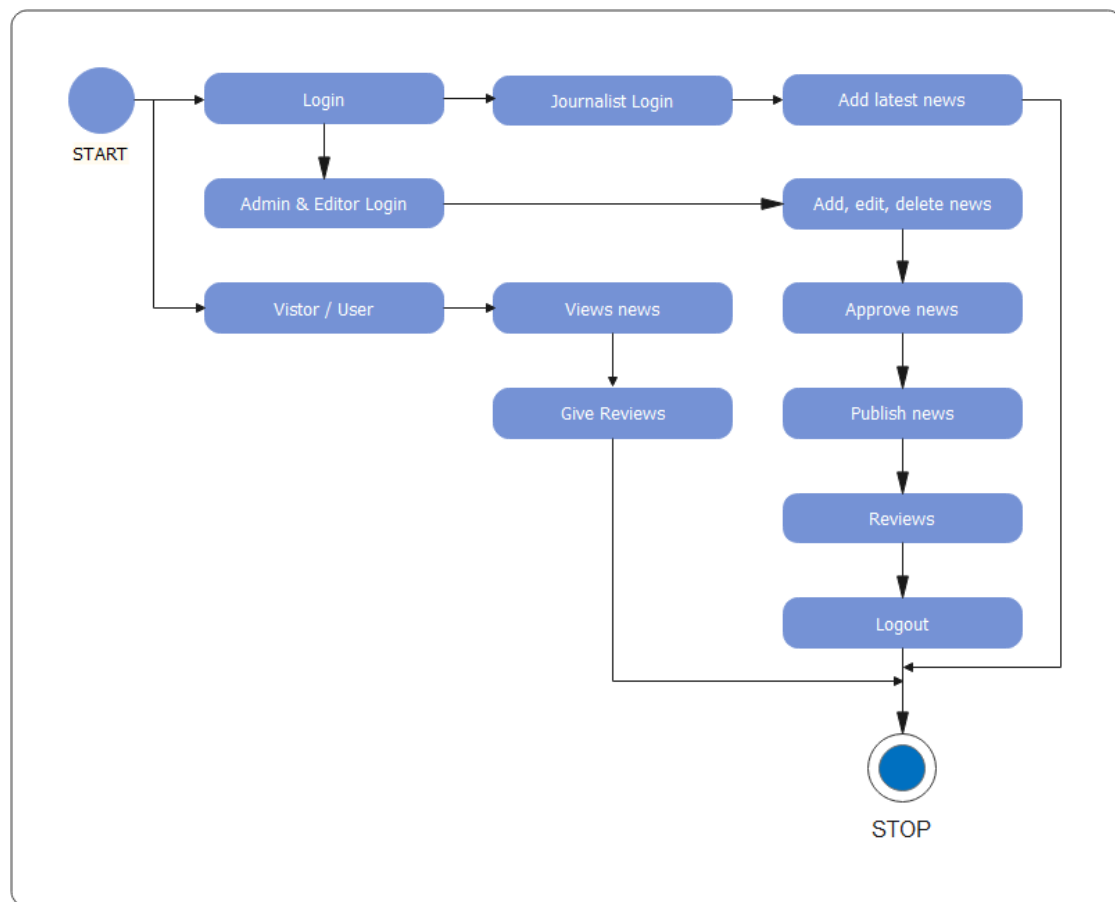 Login
Journalist Login
Add latest news
START
Admin & Editor Login
Add, edit, delete news
Vistor / User
Views news
Approve news
Give Reviews
Publish news
Reviews
Logout
STOP